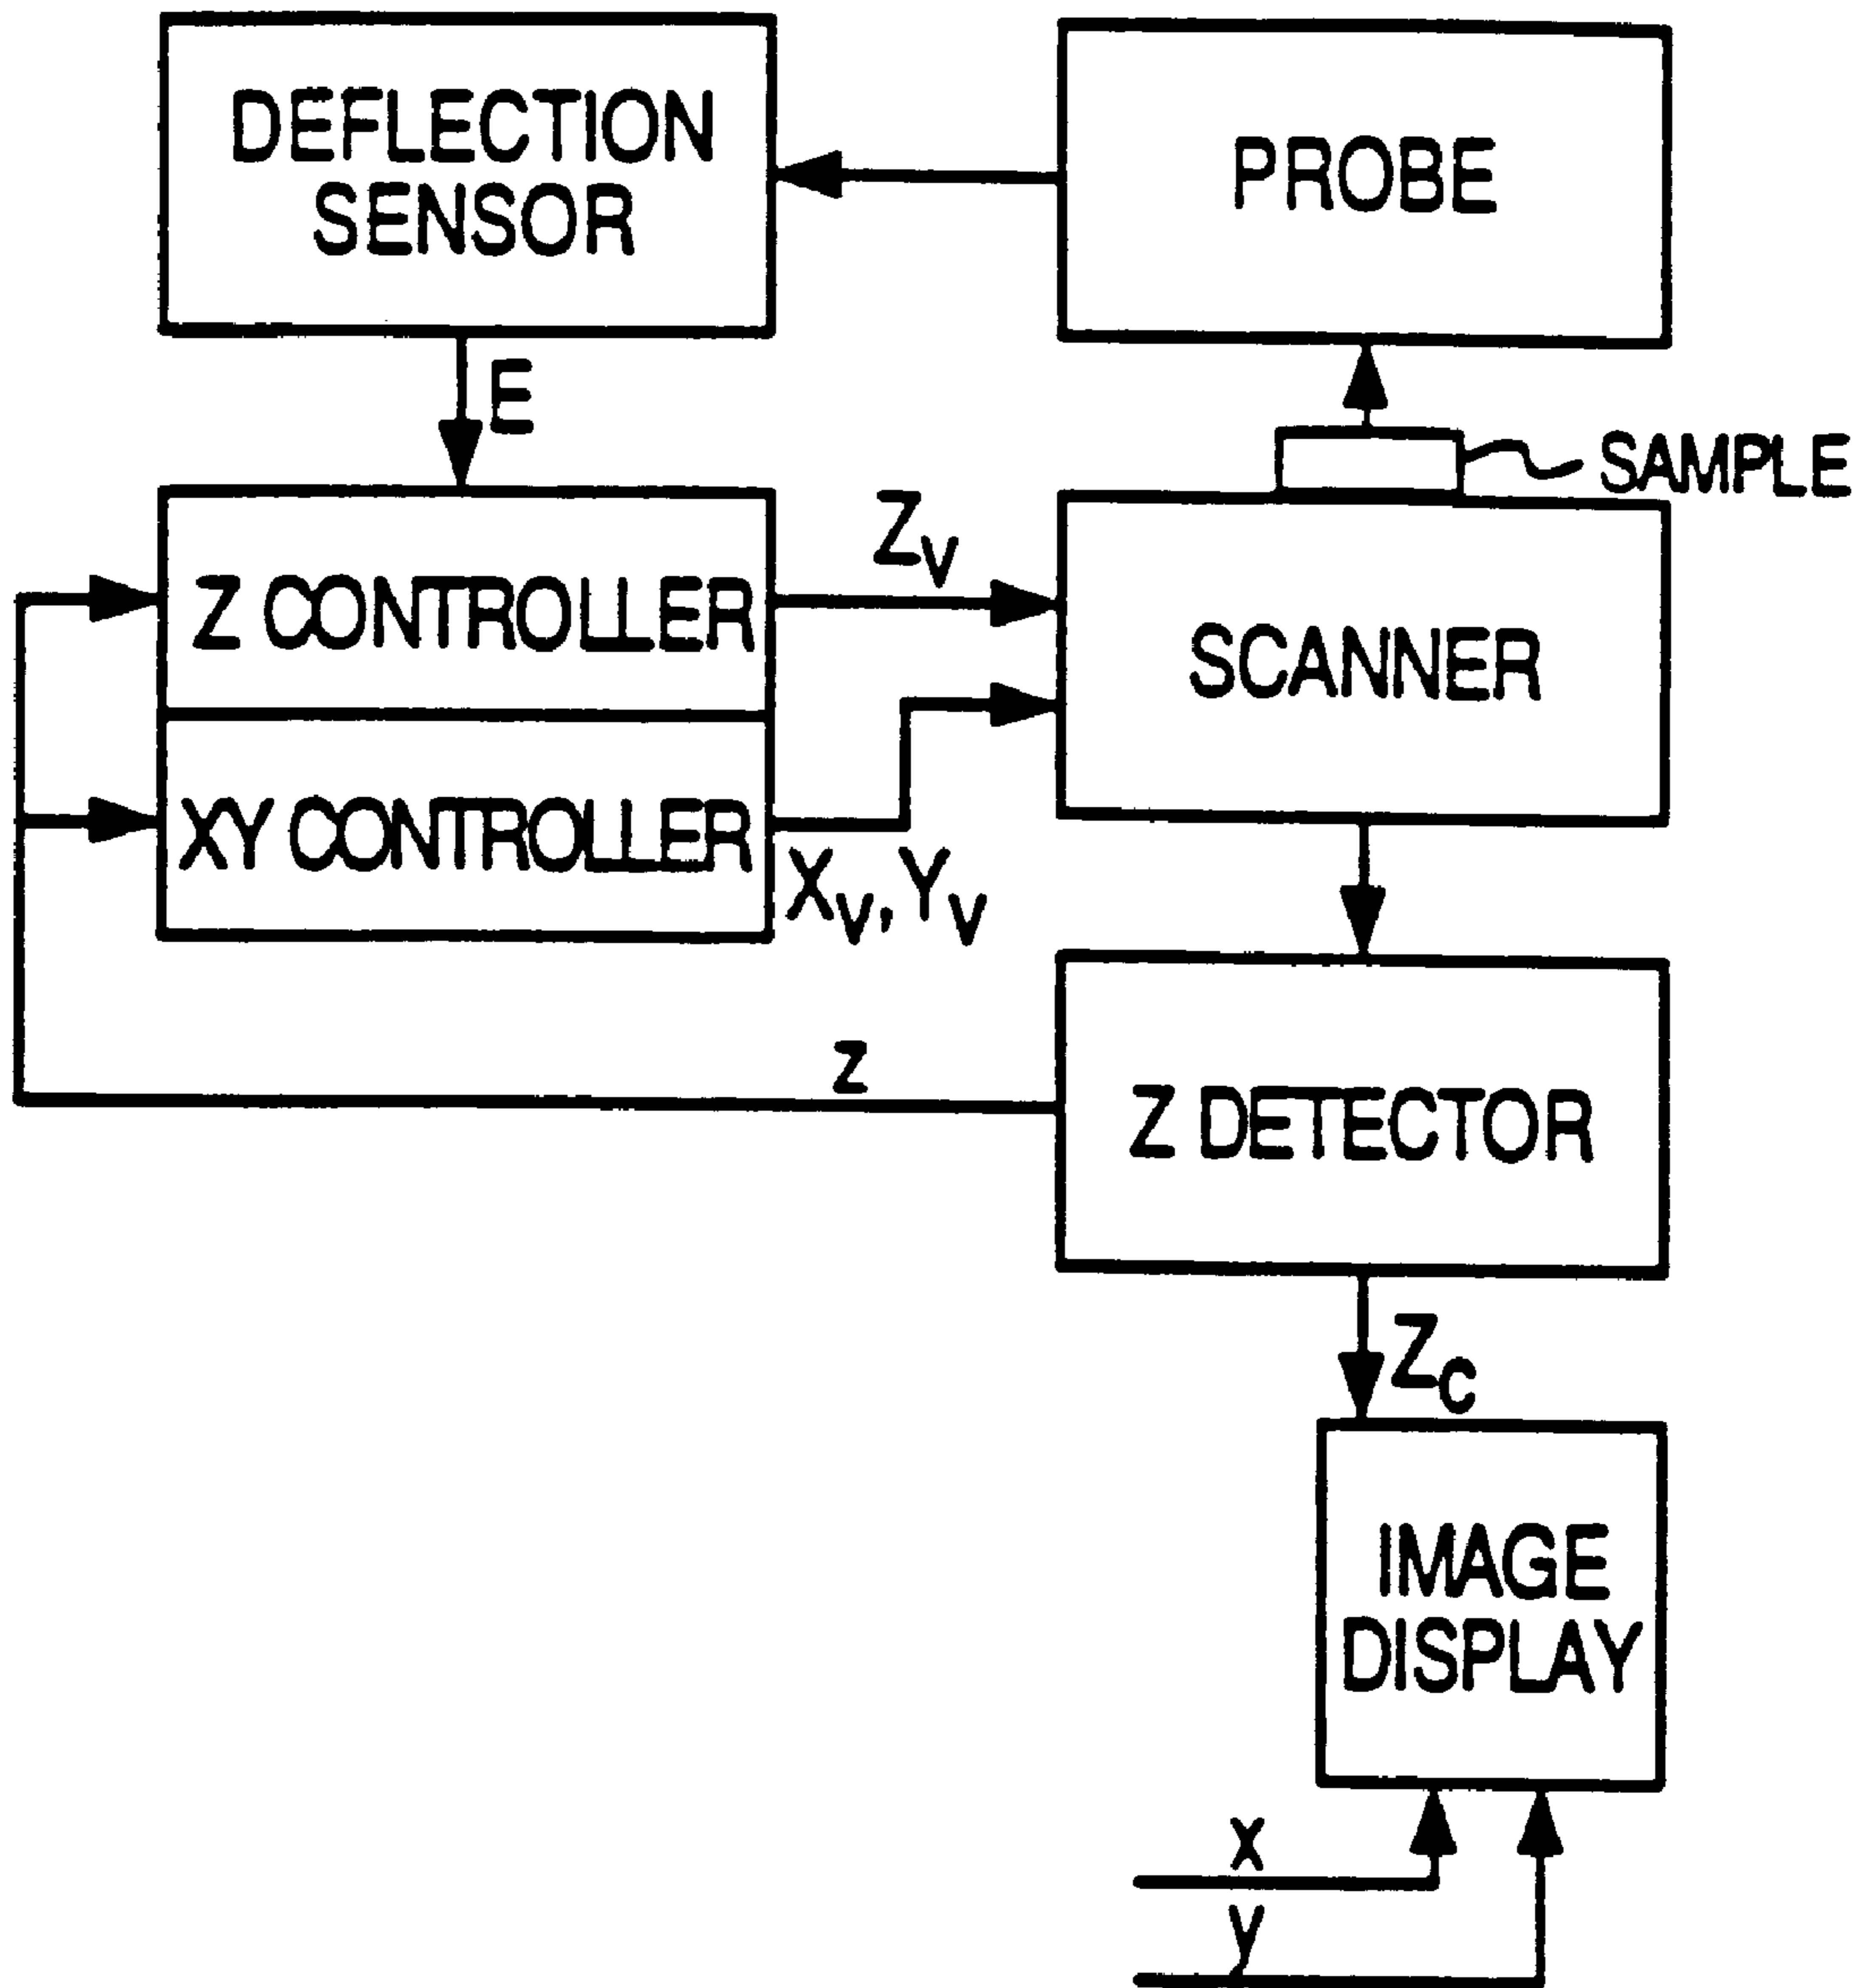 DEFLECTION
SENSOR
PROBE
E
SAMPLE
Z CONTROLLER
ZV
SCANNER
XY CONTROLLER
XV, YV
Z
Z DETECTOR
ZC
IMAGE
DISPLAY
X
Y